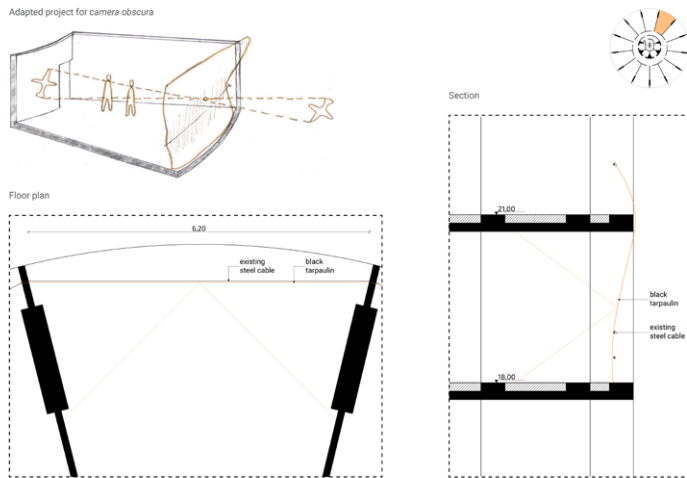 Adapted project for camera obscura
Section
Floor plan
6,20
existing
steel cable
black
tarpaulin
21,00
black
tarpaulin
existing
steel cable
18,00